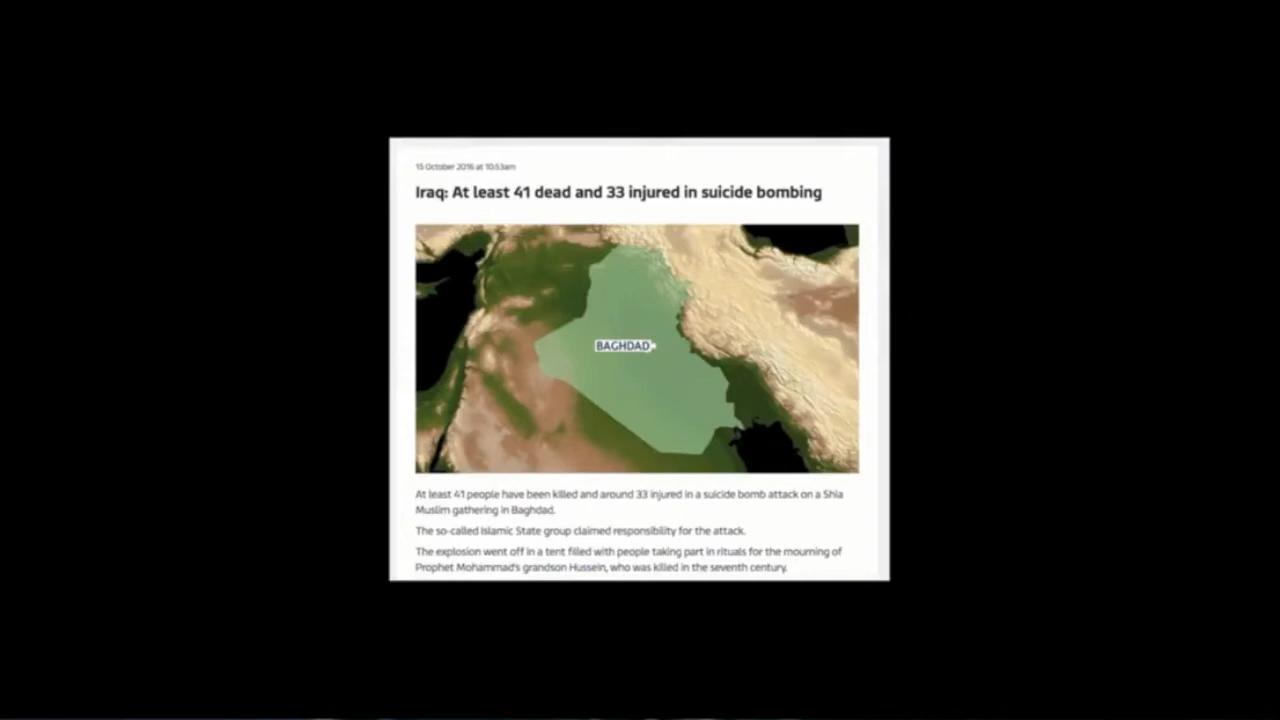 15 October 2016 at 10:53am
Iraq: At least 41 dead and 33 injured in suicide bombing
BAGHDAD
At least 41 people have been killed and around 33 injured in a suicide bomb attack on a Shia
Muslim gathering in Baghdad.
The so-called Islamic State group claimed responsibility for the attack.
The explosion went off in a tent filled with people taking part in rituals for the mourning of
Prophet Mohammad's grandson Hussein, who was killed in the seventh century.